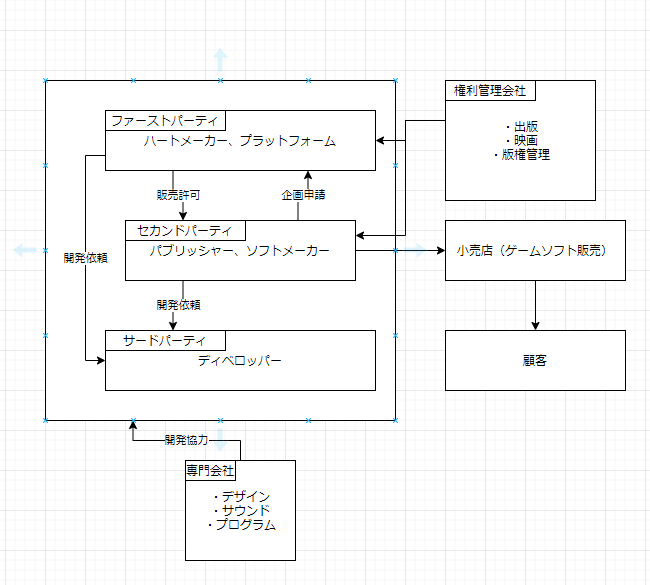 ファーストパーティ
ハートメーカー、プラットフォーム
権利管理会社
・出版
・映画
・版権管理
販売許可
企画申請
セカンドパーティ
パブリッシャー、ソフトメーカー
小売店（ゲームソフト販売）
開発依頼
開発依頼
サードパーティ
ディベロッパー
顧客
開発協力
専門会社
・デザイン
・サウンド
・プログラム